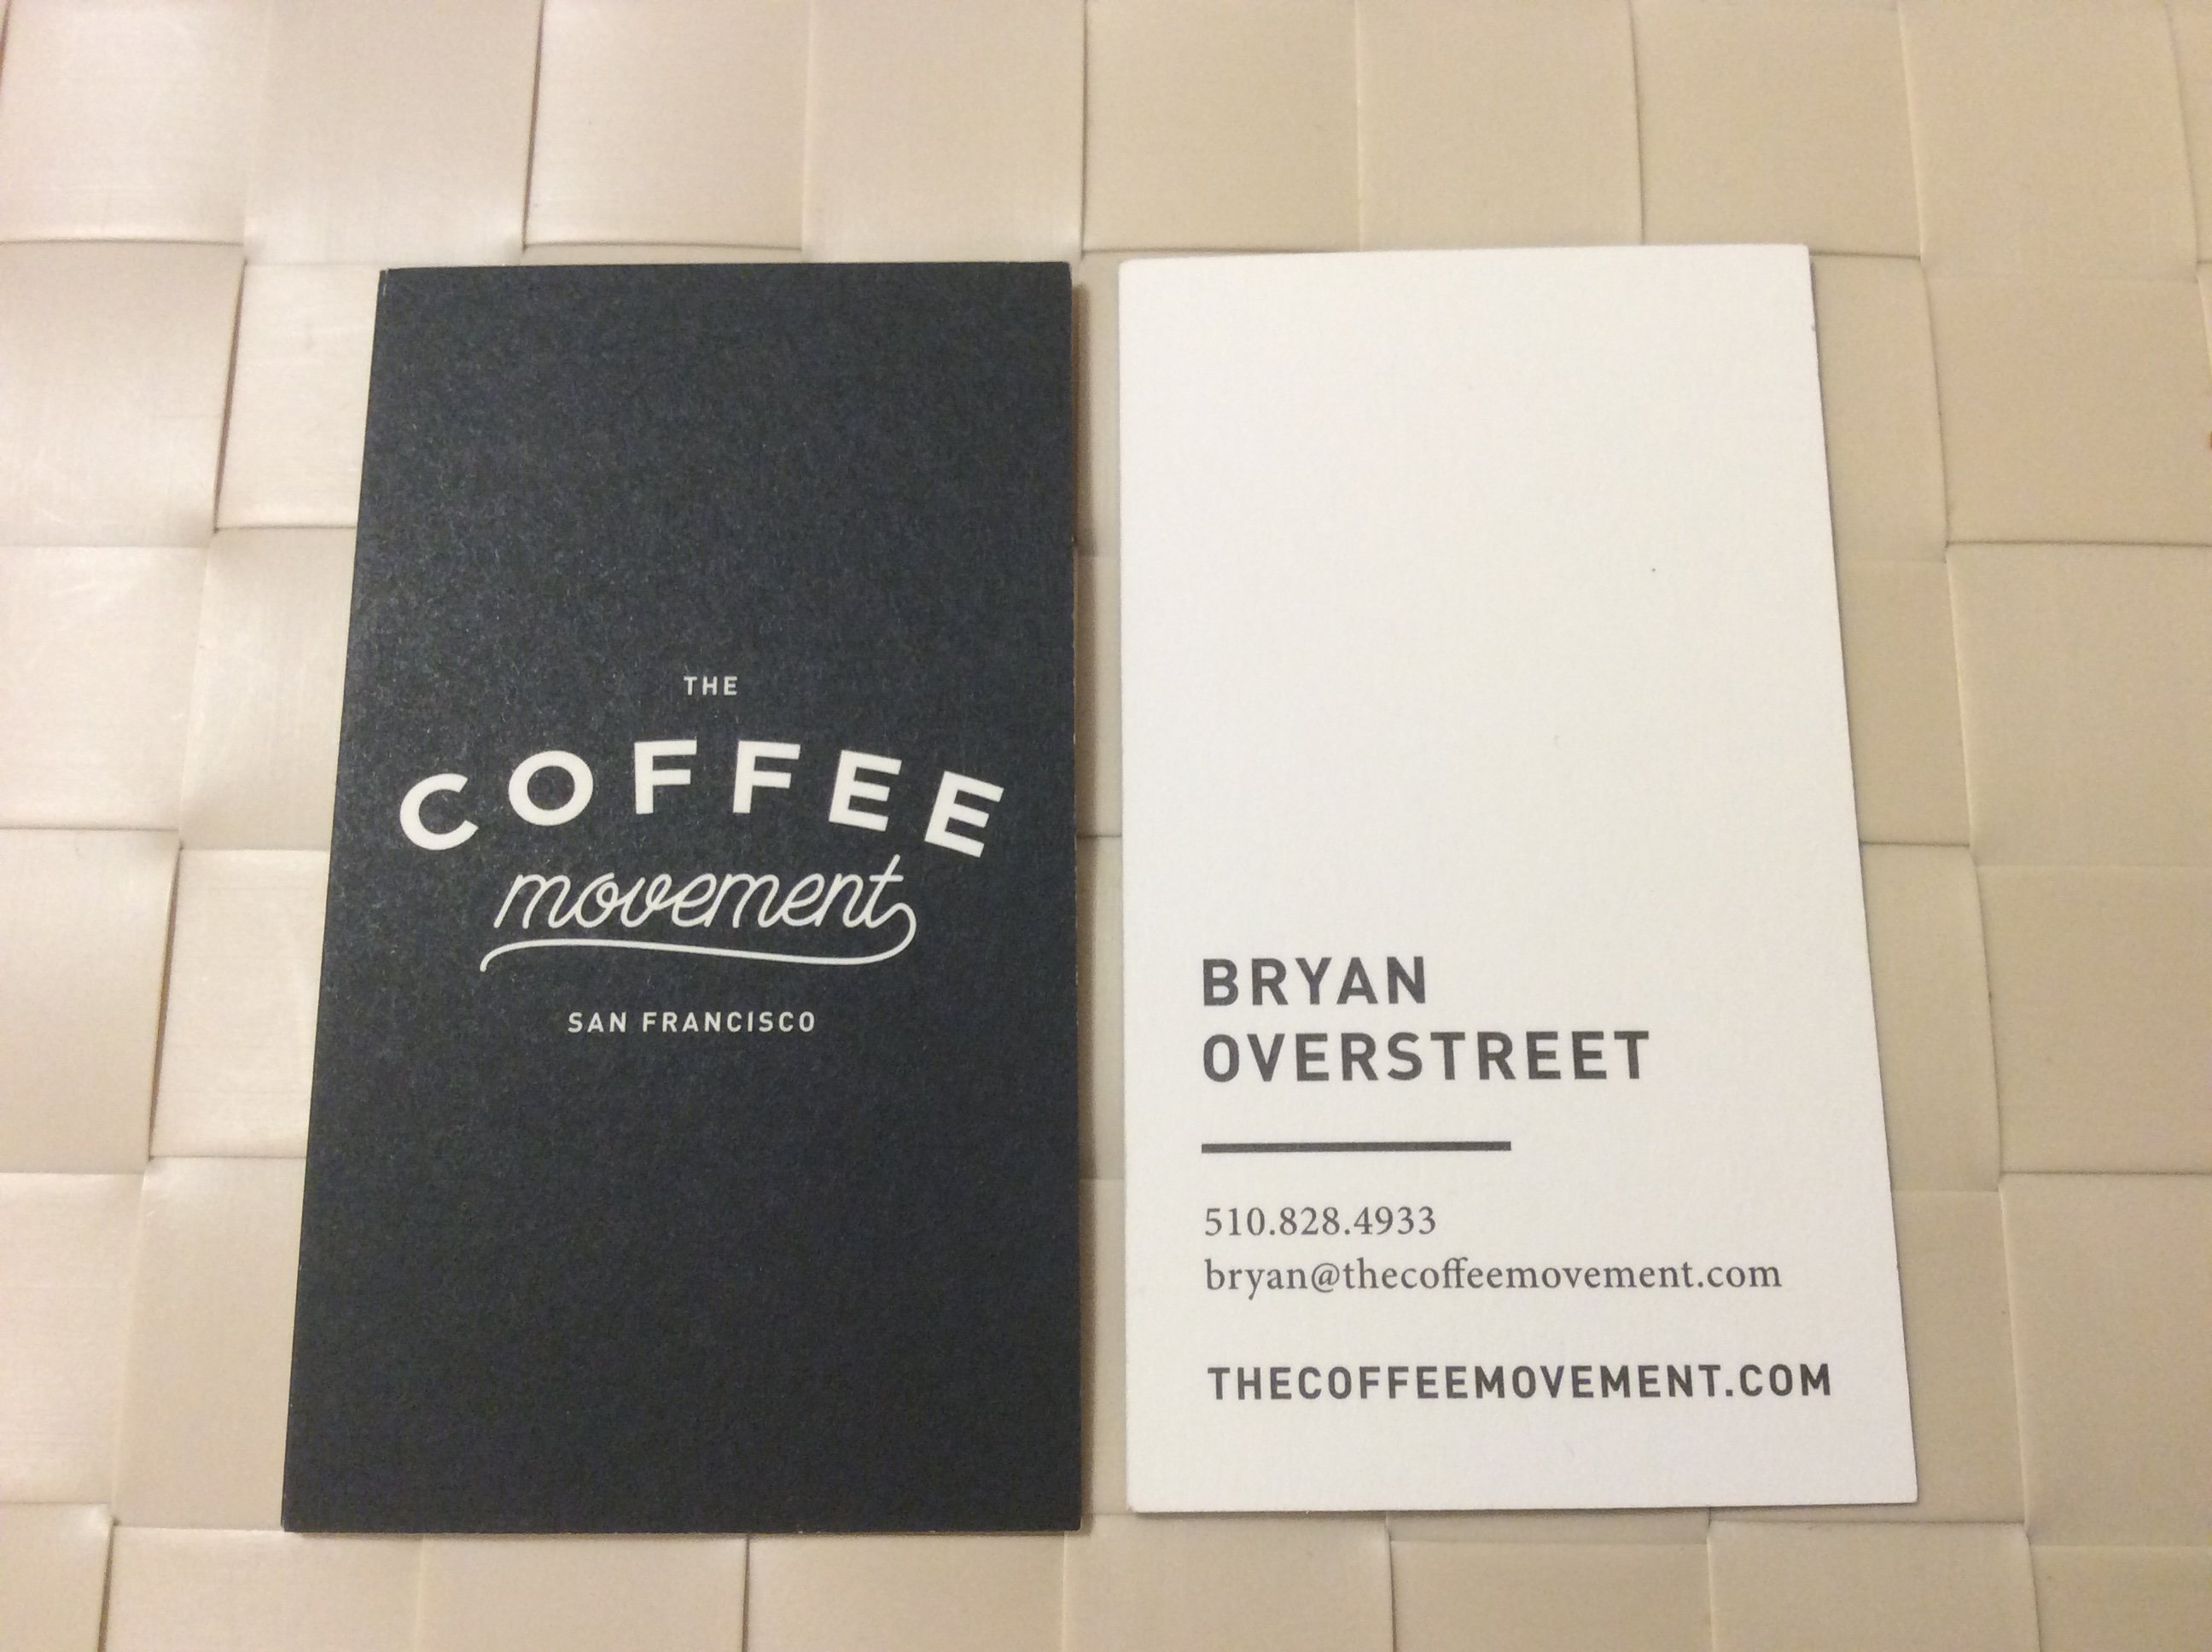 THE
COFFEE
movement
SAN FRANCISCO
BRYAN
OVERSTREET
510.828.4933
bryan@thecoffeemovement.com
THECOFFEEMOVEMENT.COM